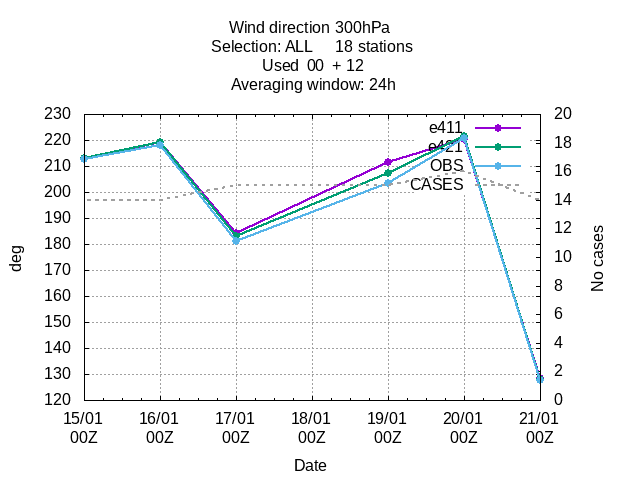 Wind direction 300hPa
Selection: ALL     18 stations
Used  00  + 12
Averaging window: 24h
230
220
210
200
190
180
170
160
150
140
130
120
deg
20
18
16
14
12
10
8
6
4
2
0
No cases
e411
e421
OBS
CASES
15/01 16/01 17/01 18/01 19/01 20/01 21/01
00Z 00Z 00Z 00Z 00Z 00Z 00Z
Date